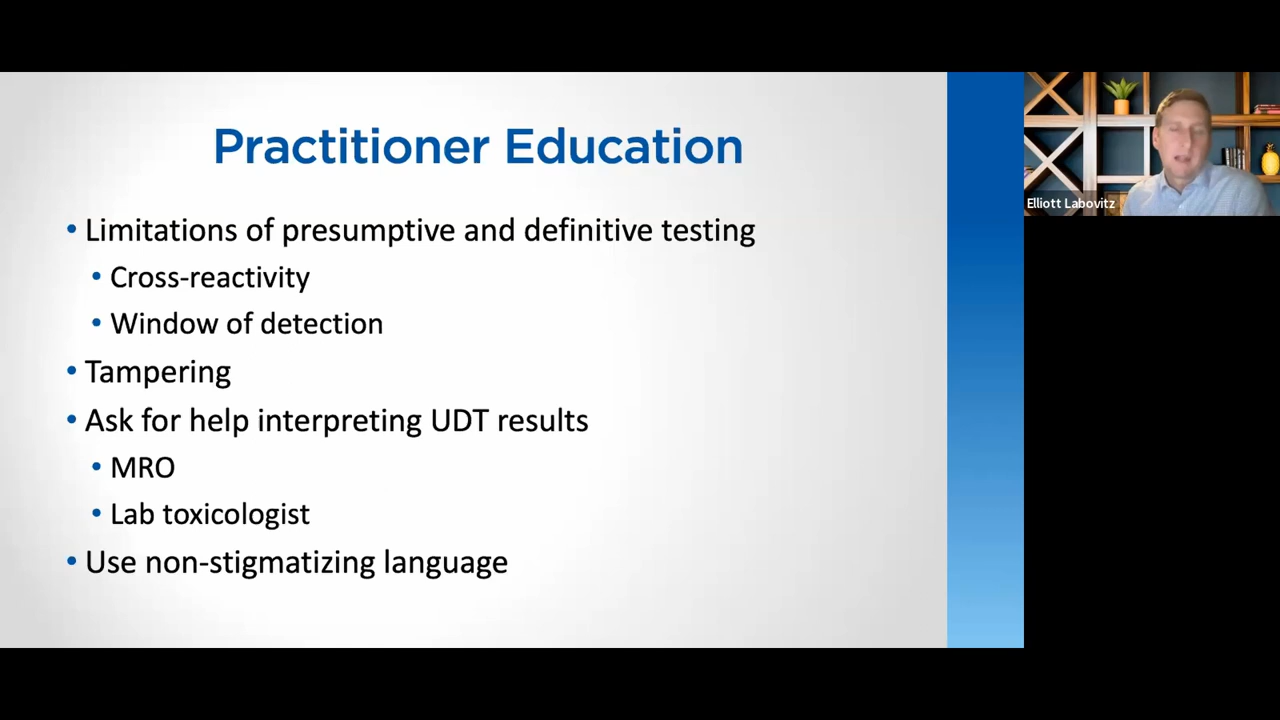 Practitioner Education
• Limitations of presumptive and definitive testing
• Cross-reactivity
• Window of detection
• Tampering
• Ask for help interpreting UDT results
• MRO
• Lab toxicologist
• Use non-stigmatizing language
Elliott Labovitz